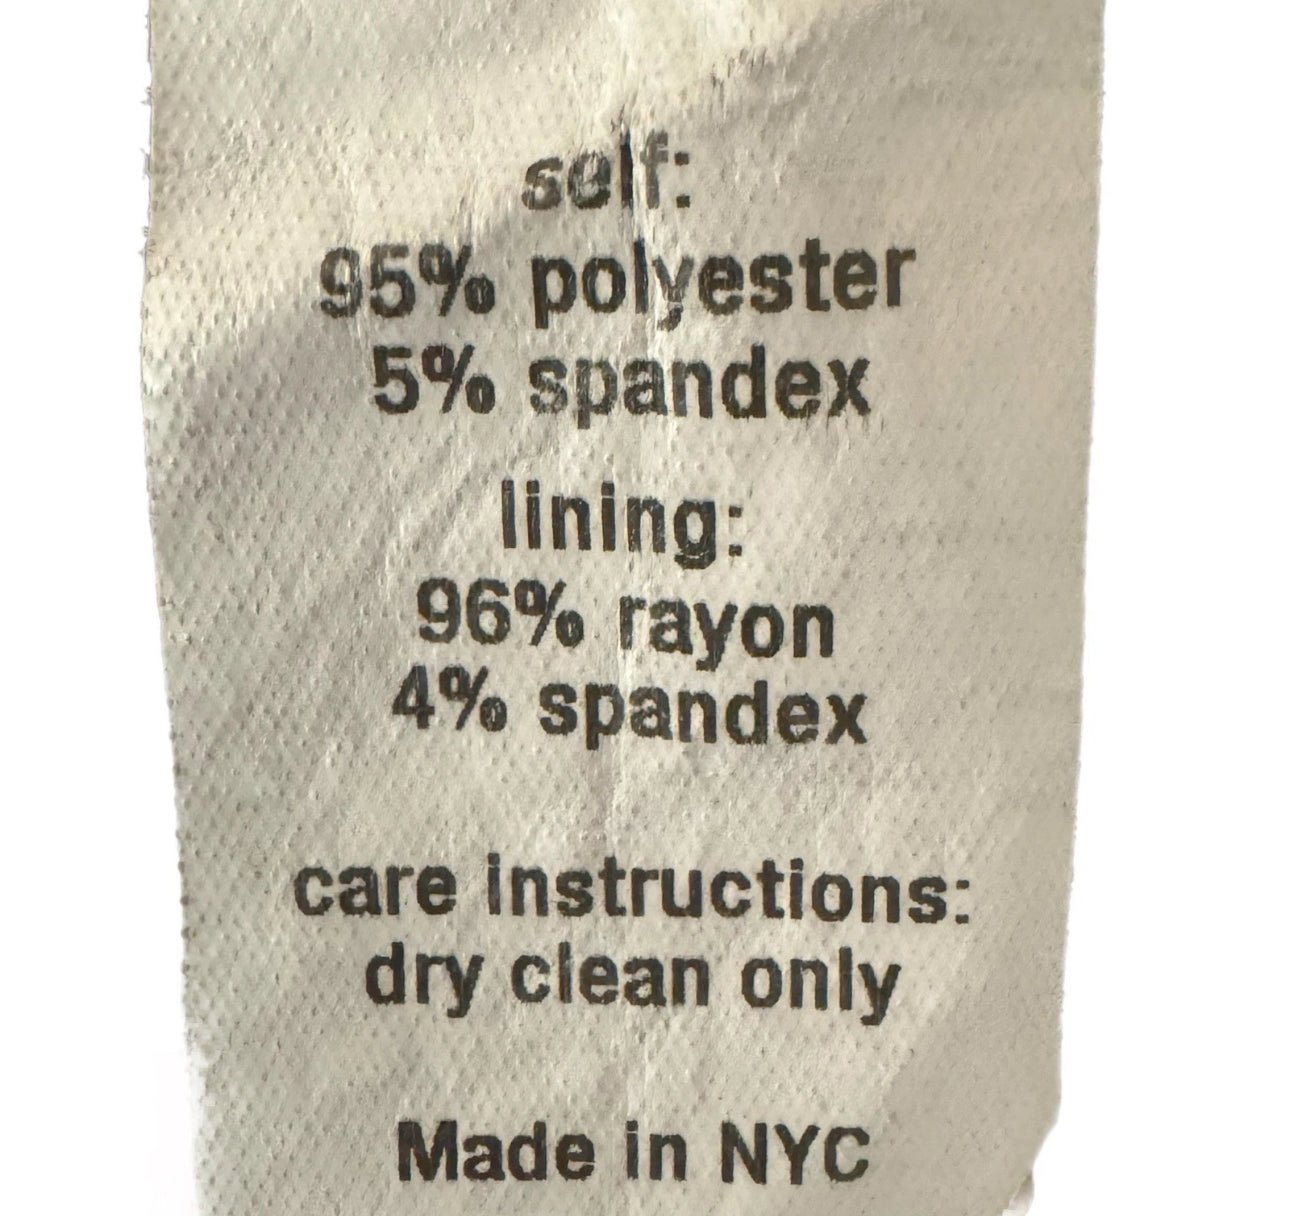 self:
95% polyester
5% spandex
lining:
96% rayon
4% spandex
care instructions:
dry clean only
Made in NYC